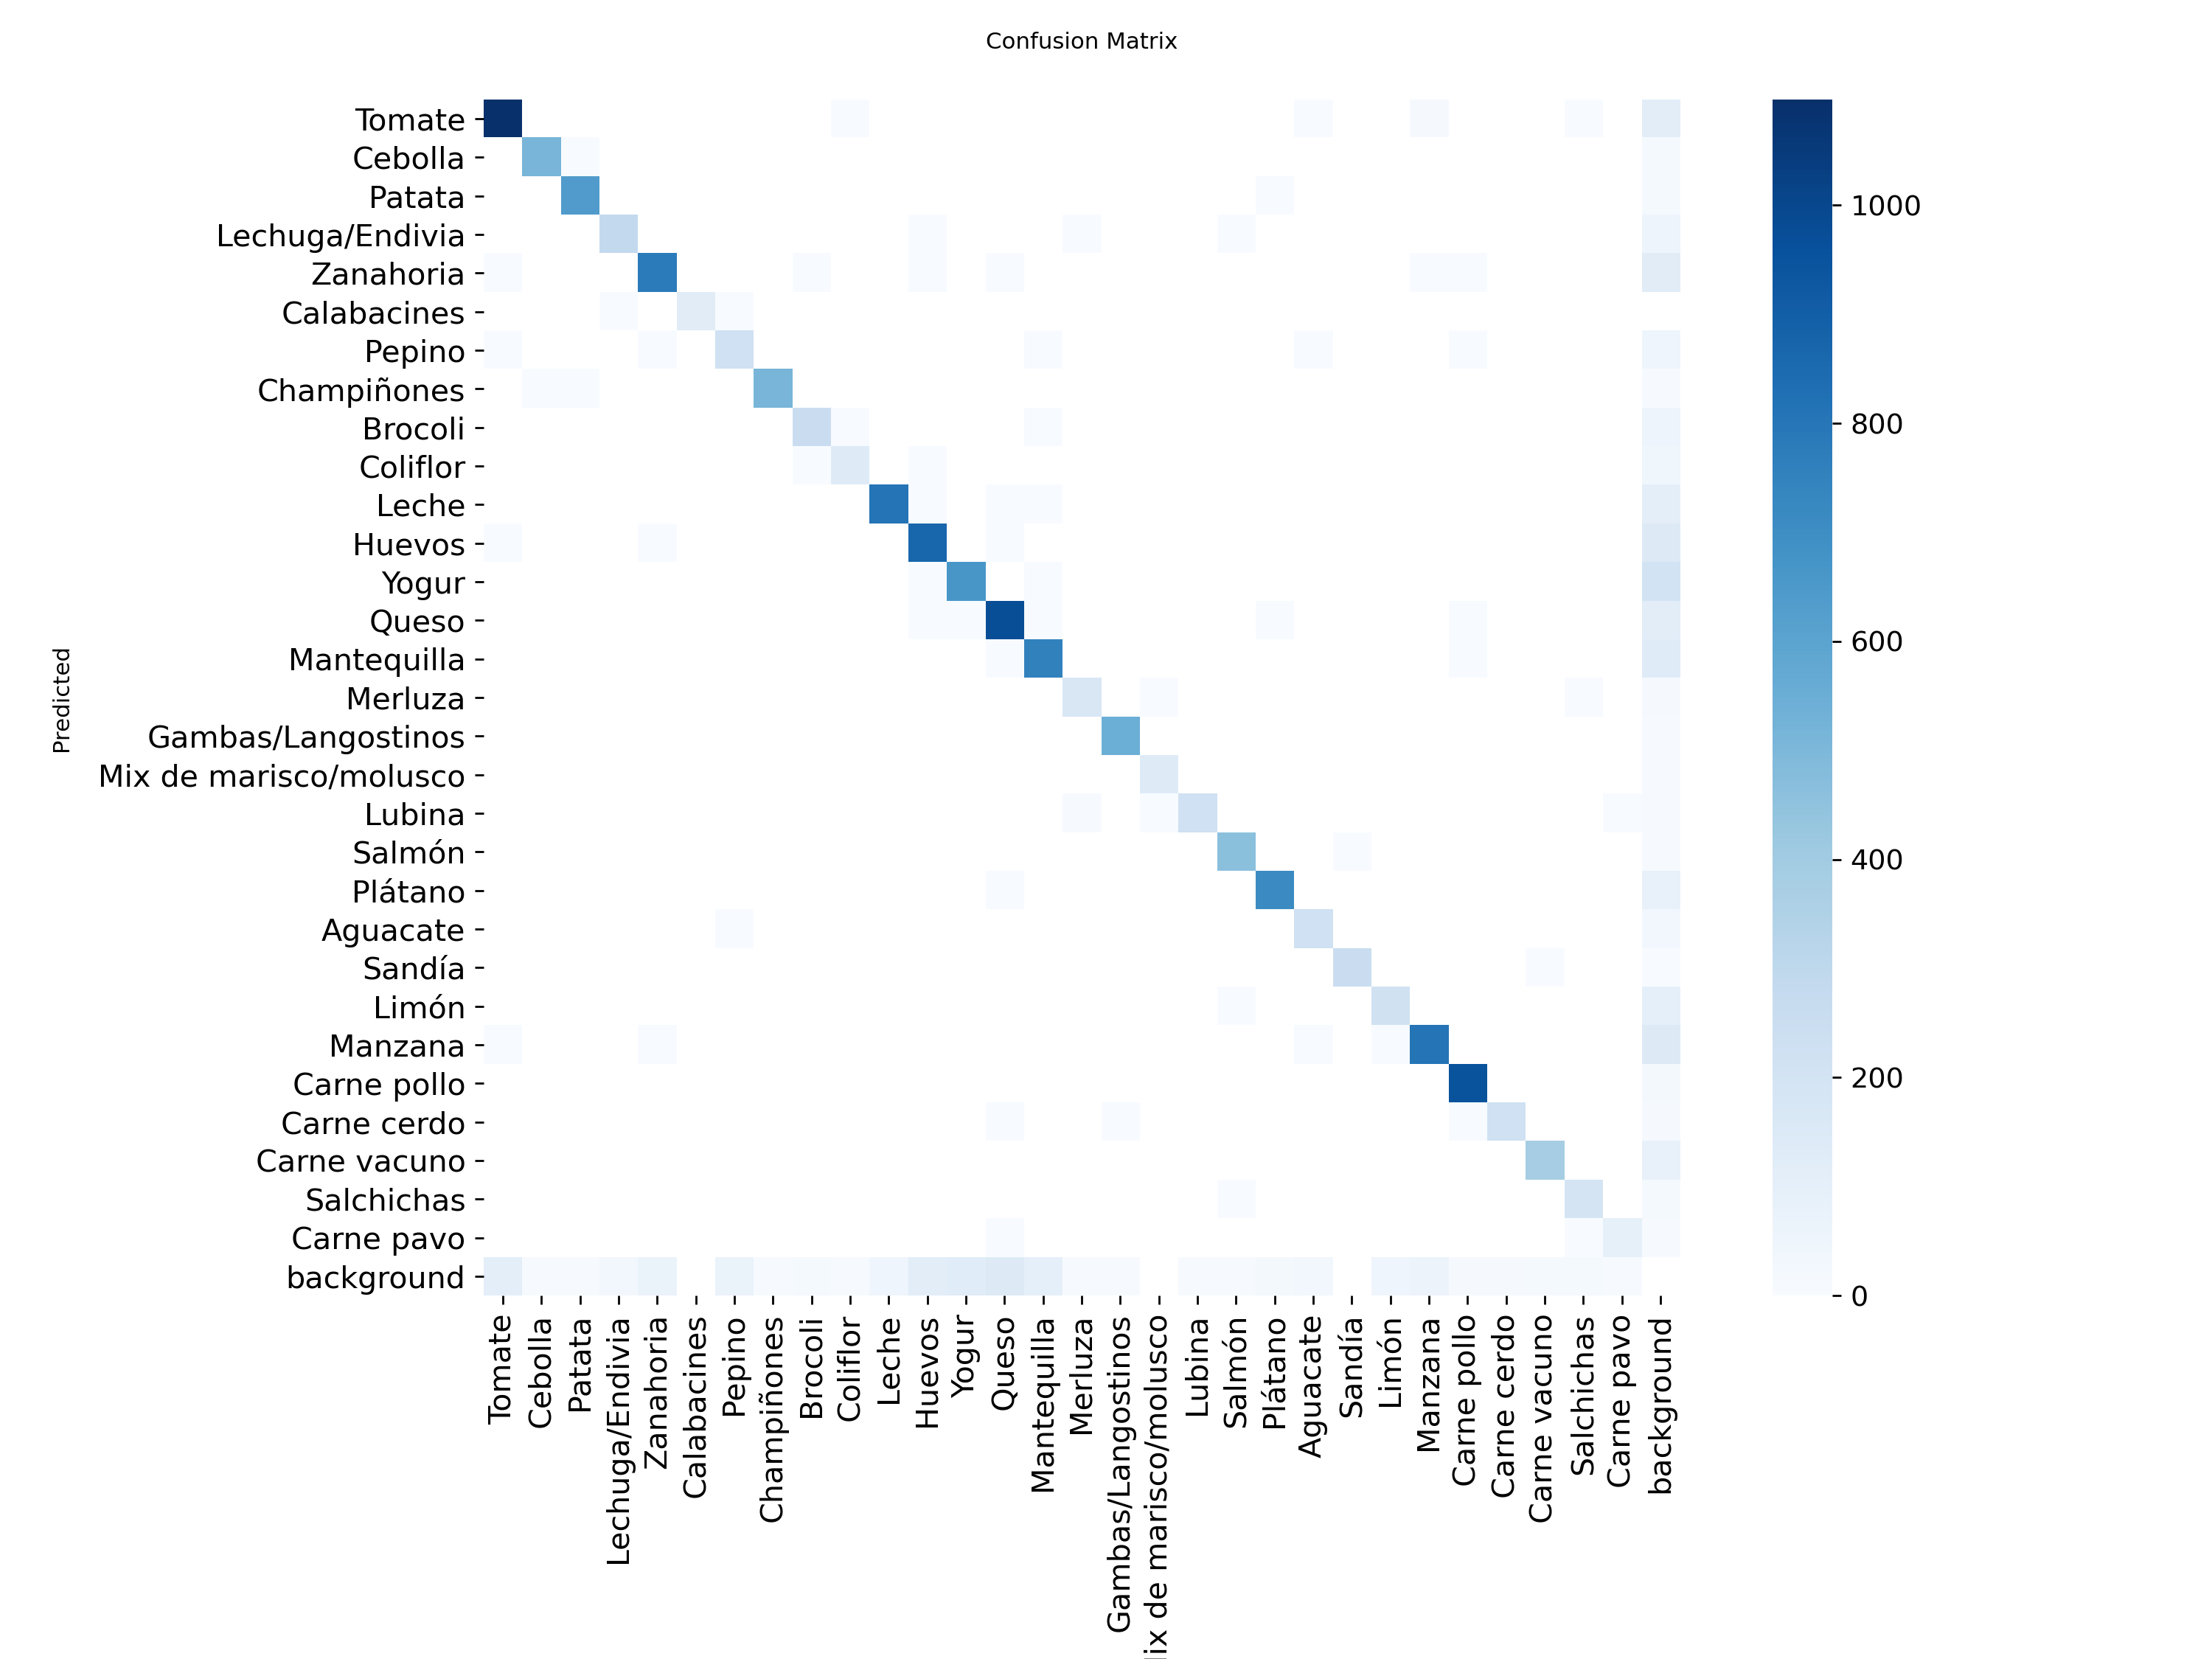 Confusion Matrix
Predicted
Tomate
Cebolla
Patata
Lechuga/Endivia
Zanahoria
Calabacines
Pepino
Champiñones
Brocoli
Coliflor
Leche
Huevos
Yogur
Queso
Mantequilla
Merluza
Gambas/Langostinos
Mix de marisco/molusco
Lubina
Salmón
Plátano
Aguacate
Sandía
Limón
Manzana
Carne pollo
Carne cerdo
Carne vacuno
Salchichas
Carne pavo
background
Tomate
Cebolla
Patata
Lechuga/Endivia
Zanahoria
Calabacines
Pepino
Champiñones
Brocoli
Coliflor
Leche
Huevos
Yogur
Queso
Mantequilla
Merluza
Gambas/Langostinos
de marisco/molusco
Lubina
Salmón
Plátano
Aguacate
Sandía
Limón
Manzana
Carne pollo
Carne cerdo
Carne vacuno
Salchichas
Carne pavo
background
1000
800
600
400
200
0